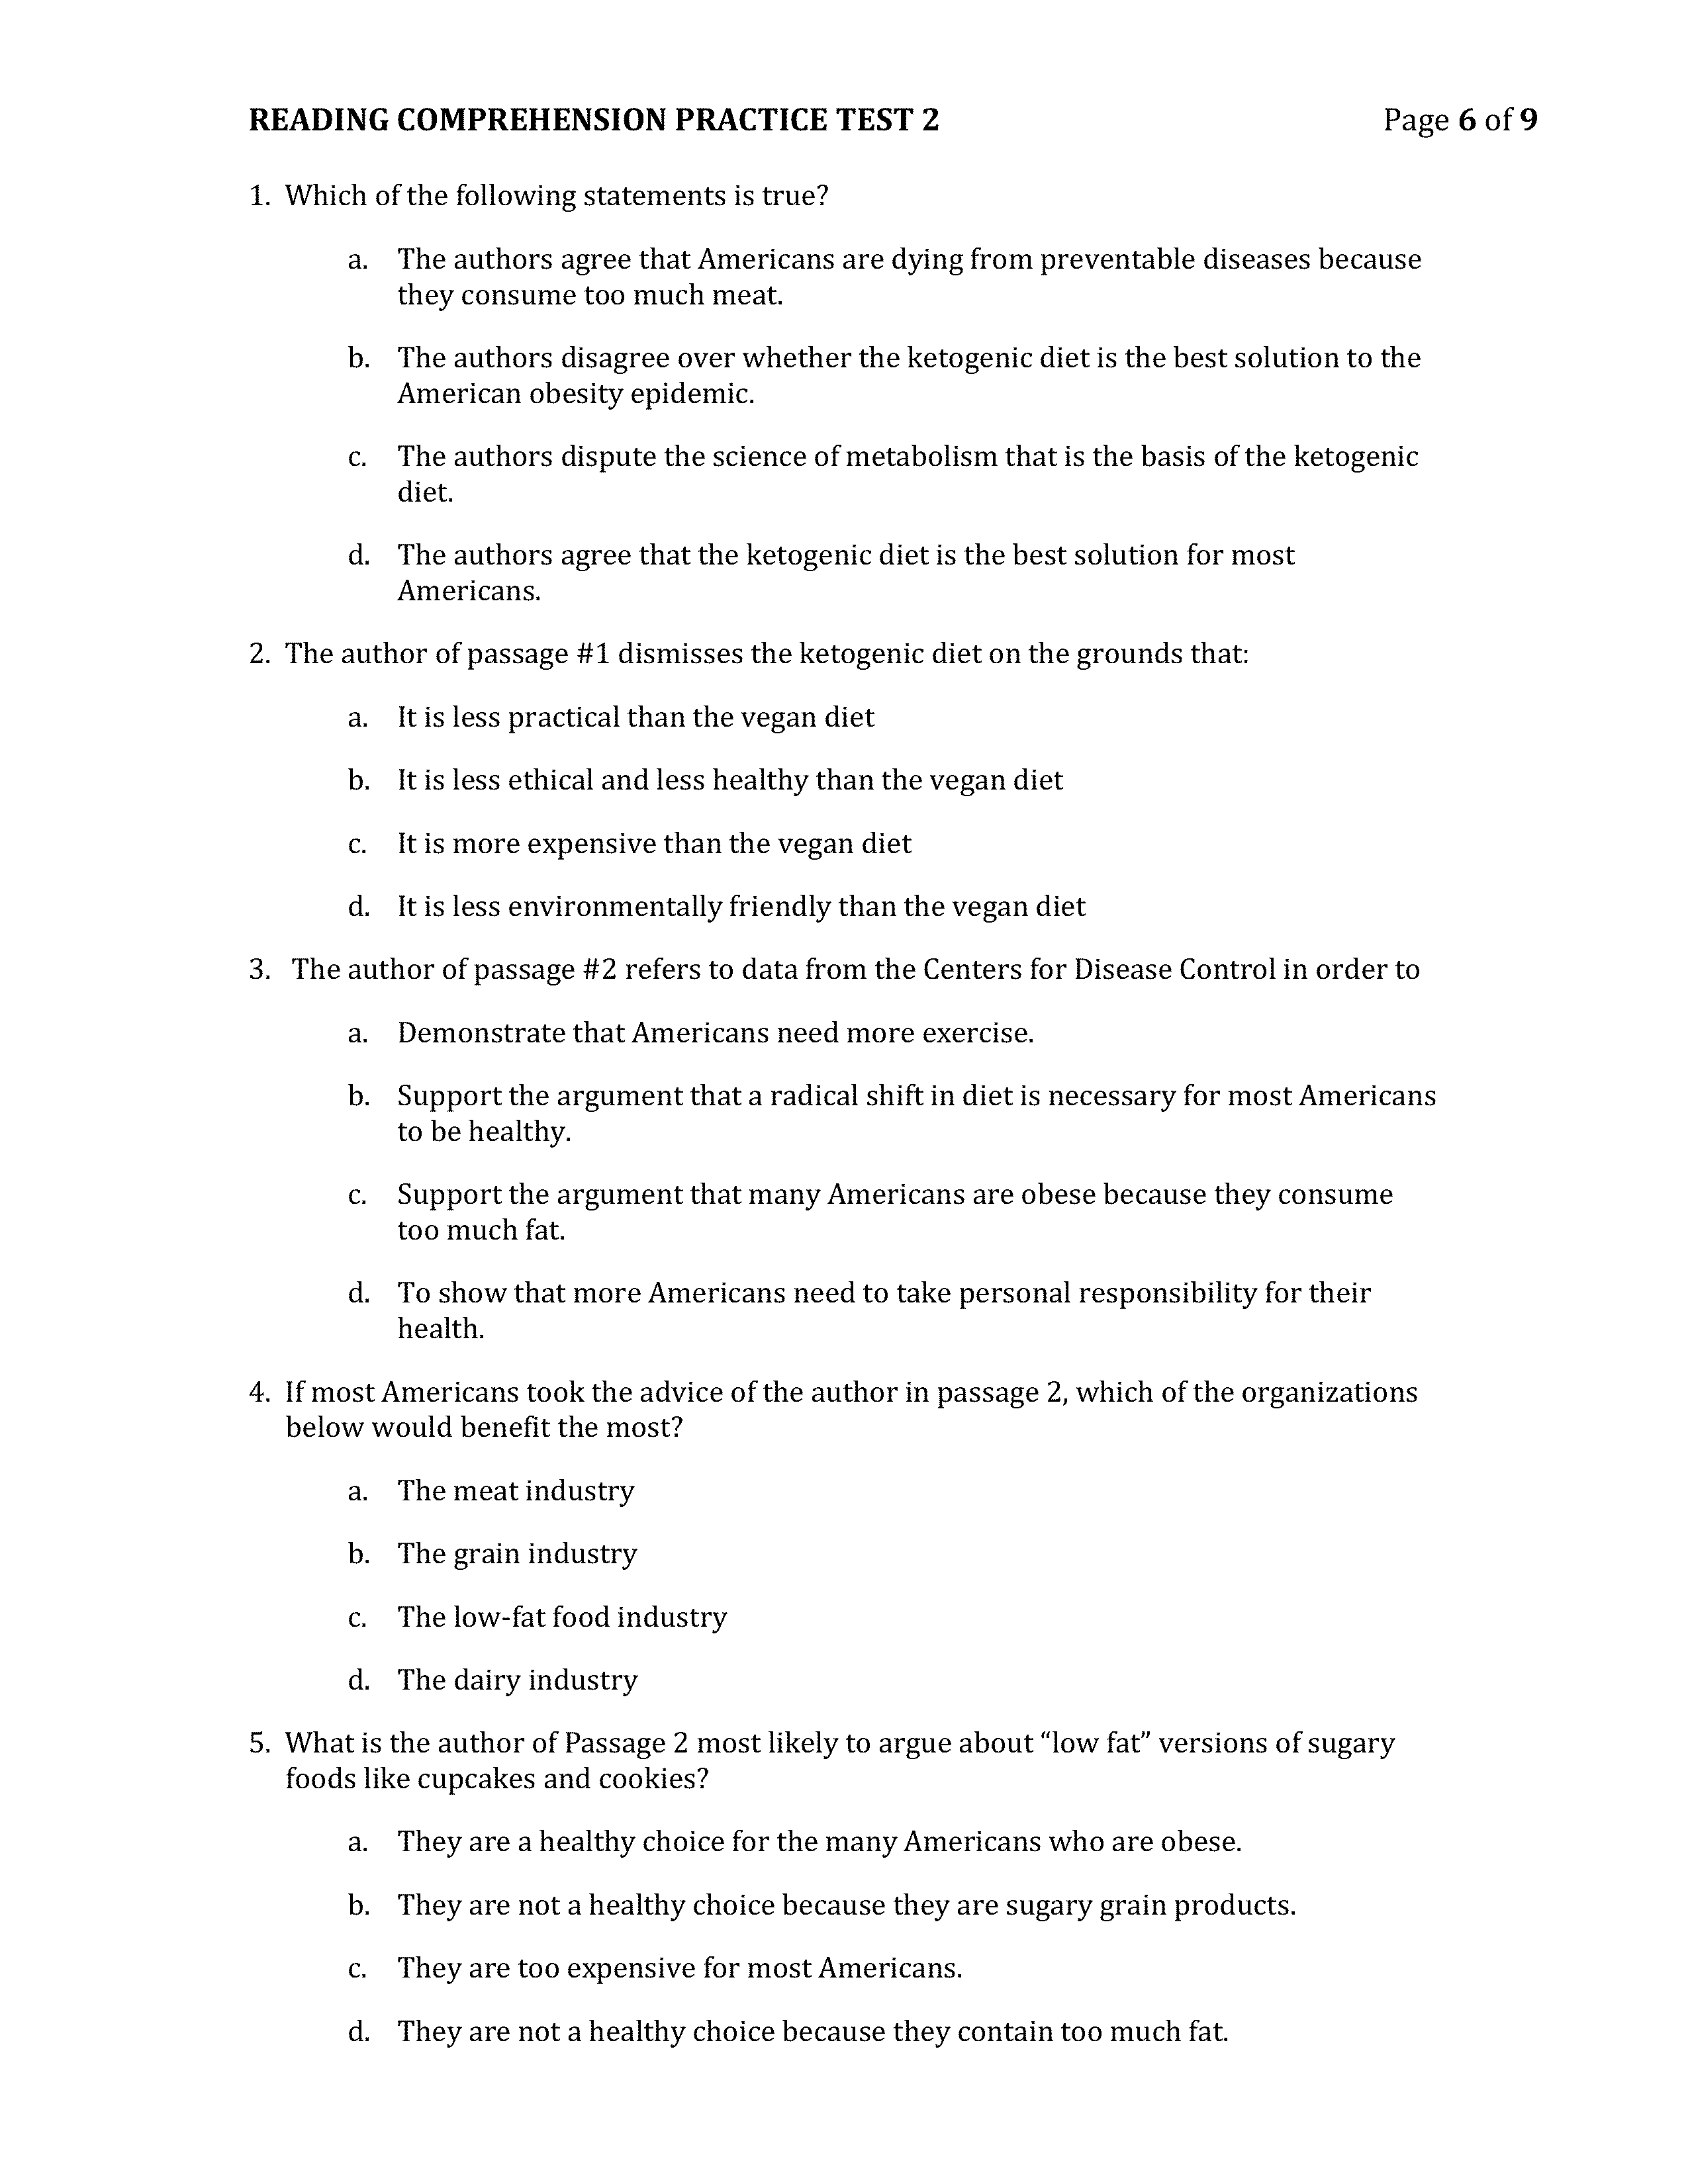 READING COMPREHENSION PRACTICE TEST 2 Page 6 of 9
1. Which of the following statements is true?
a. The authors agree that Americans are dying from preventable diseases because
they consume too much meat.
b. The authors disagree over whether the ketogenic diet is the best solution to the
American obesity epidemic.
c. The authors dispute the science of metabolism that is the basis of the ketogenic
diet.
d. The authors agree that the ketogenic diet is the best solution for most
Americans.
2. The author of passage #1 dismisses the ketogenic diet on the grounds that:
a. It is less practical than the vegan diet
b. It is less ethical and less healthy than the vegan diet
c. It is more expensive than the vegan diet
d. It is less environmentally friendly than the vegan diet
3. The author of passage #2 refers to data from the Centers for Disease Control in order to
a. Demonstrate that Americans need more exercise.
b. Support the argument that a radical shift in diet is necessary for most Americans
to be healthy.
c. Support the argument that many Americans are obese because they consume
too much fat.
d. To show that more Americans need to take personal responsibility for their
health.
4. If most Americans took the advice of the author in passage 2, which of the organizations
below would benefit the most?
a. The meat industry
b. The grain industry
c. The low-fat food industry
d. The dairy industry
5. What is the author of Passage 2 most likely to argue about “low fat” versions of sugary
foods like cupcakes and cookies?
a. They are a healthy choice for the many Americans who are obese.
b. They are not a healthy choice because they are sugary grain products.
c. They are too expensive for most Americans.
d. They are not a healthy choice because they contain too much fat.